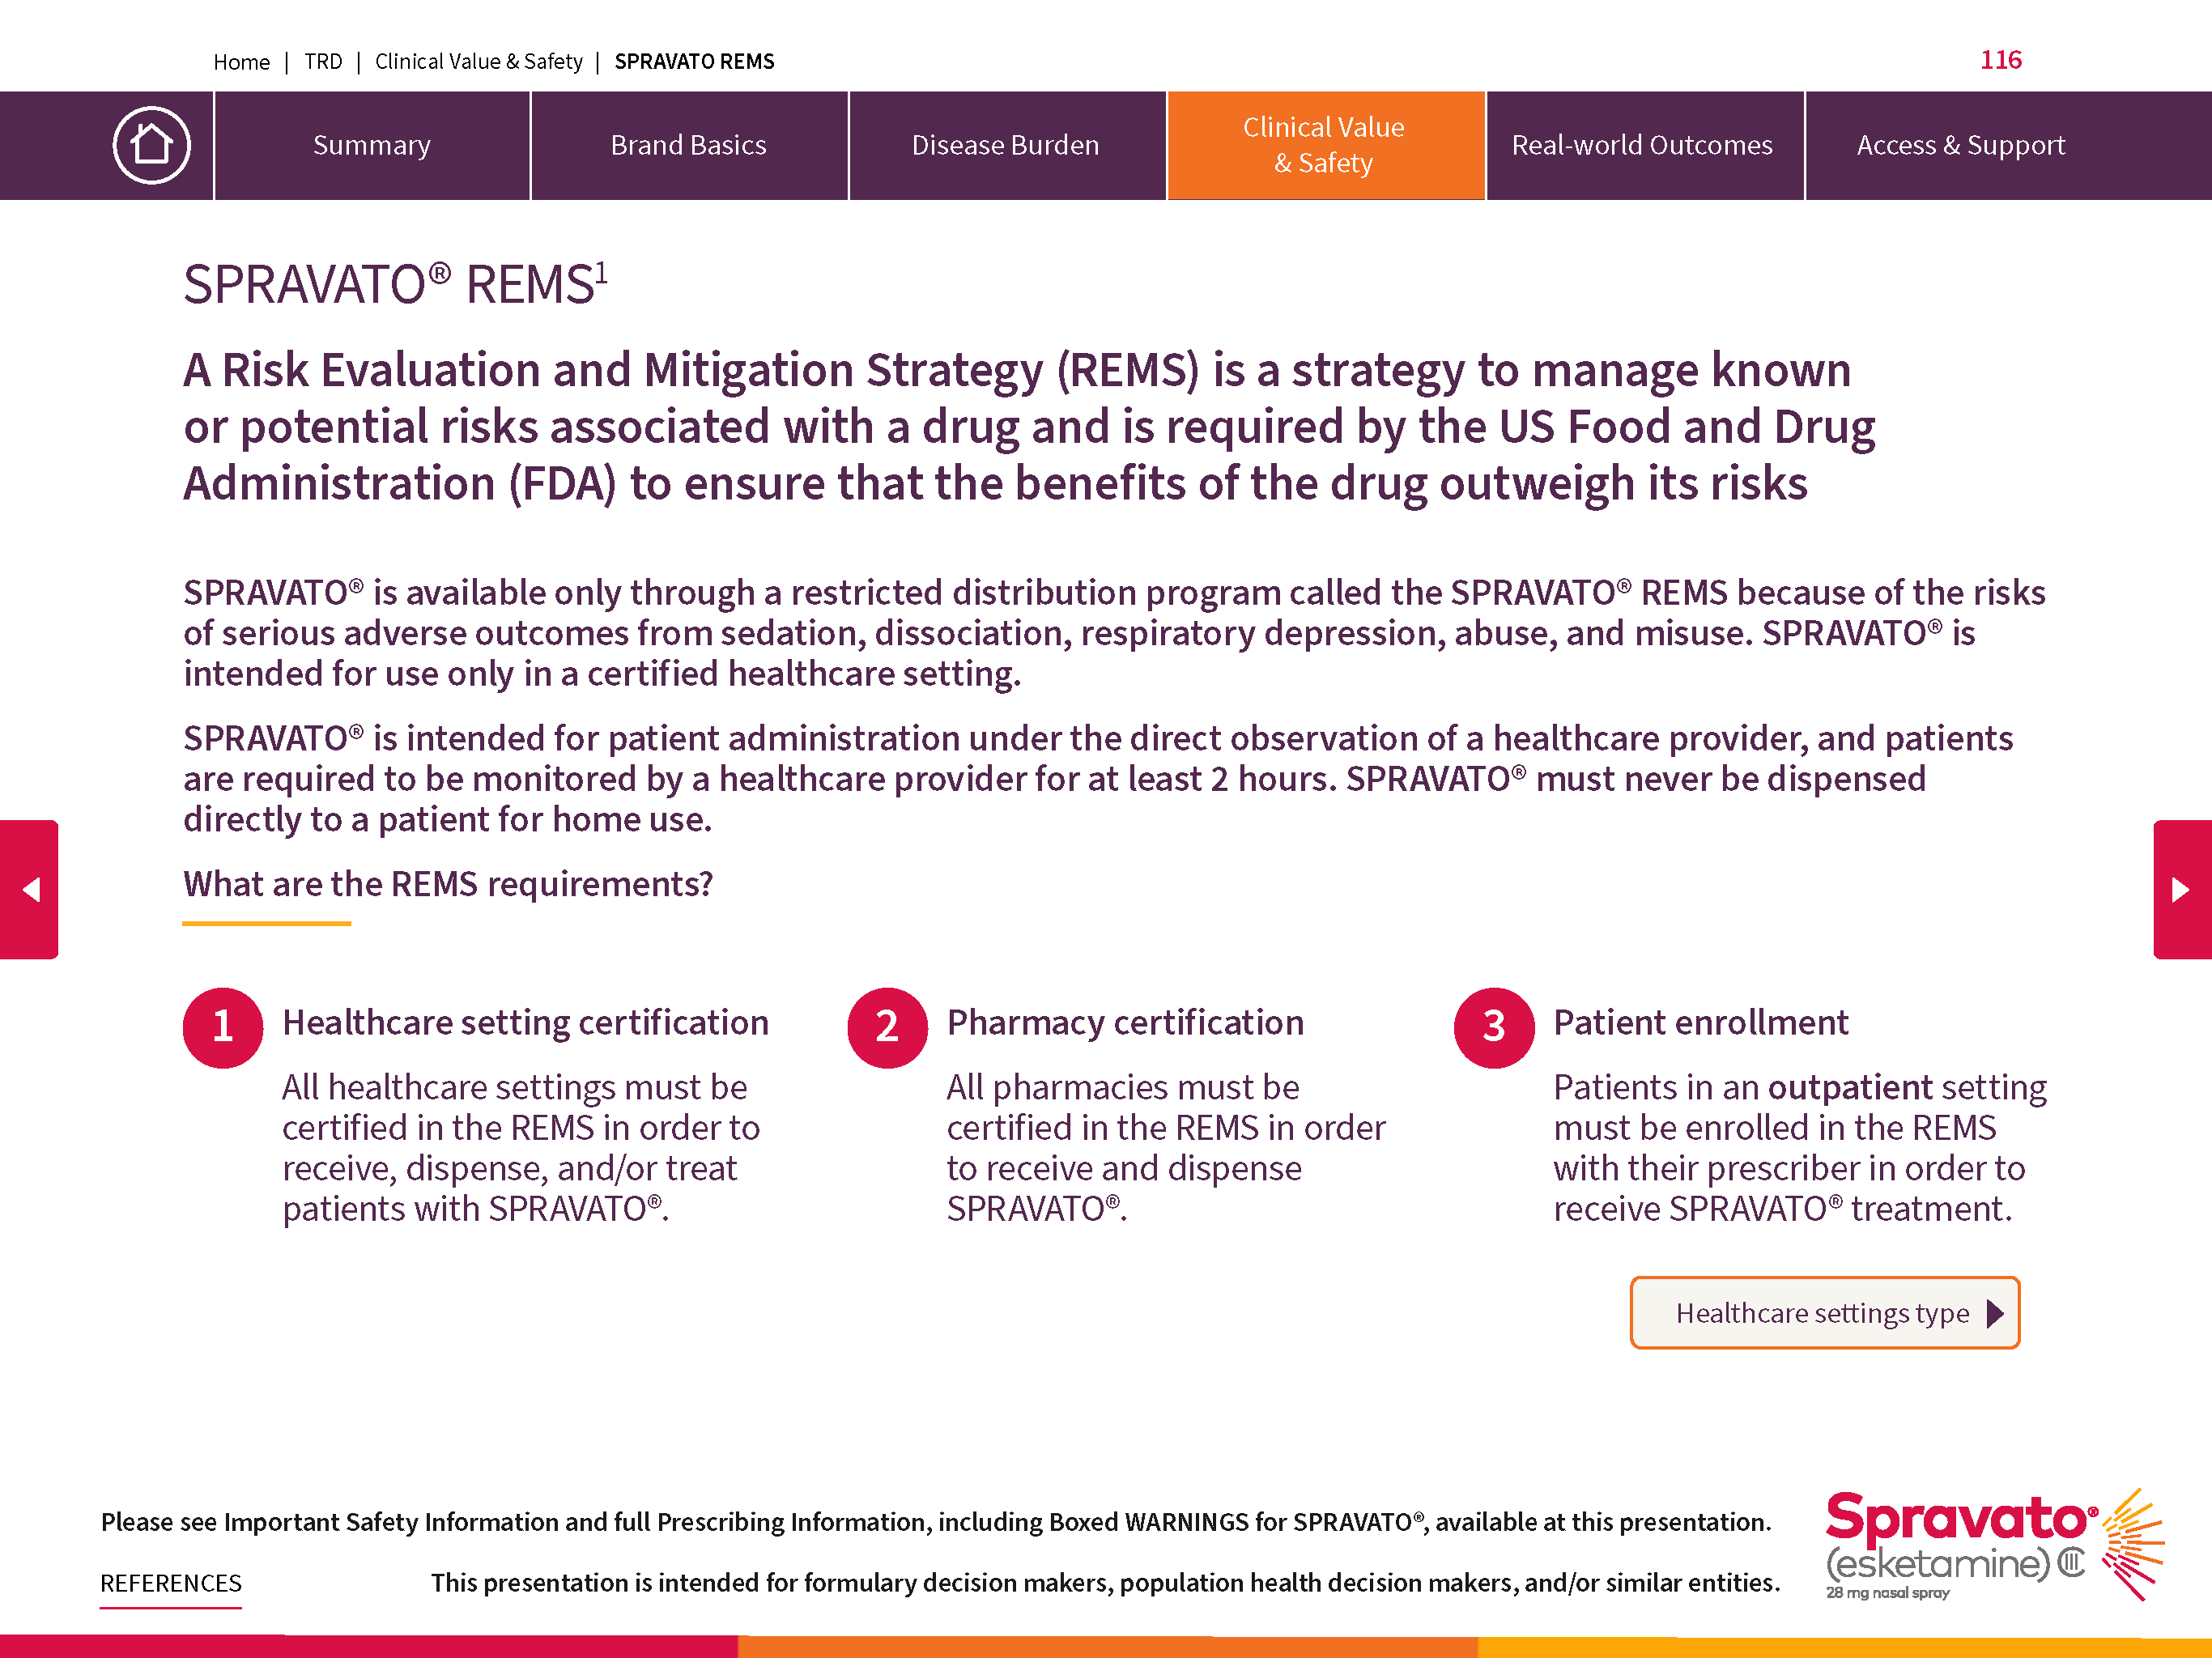 Home | TRD | Clinical Value & Safety | SPRAVATO REMS
116
Summary
Brand Basics
Disease Burden
Clinical Value
& Safety
Real-world Outcomes
Access & Support
SPRAVATO® REMS1
A Risk Evaluation and Mitigation Strategy (REMS) is a strategy to manage known
or potential risks associated with a drug and is required by the US Food and Drug
Administration (FDA) to ensure that the benefits of the drug outweigh its risks
SPRAVATO® is available only through a restricted distribution program called the SPRAVATO® REMS because of the risks
of serious adverse outcomes from sedation, dissociation, respiratory depression, abuse, and misuse. SPRAVATO® is
intended for use only in a certified healthcare setting.
SPRAVATO® is intended for patient administration under the direct observation of a healthcare provider, and patients
are required to be monitored by a healthcare provider for at least 2 hours. SPRAVATO® must never be dispensed
directly to a patient for home use.
What are the REMS requirements?
1
Healthcare setting certification
All healthcare settings must be
certified in the REMS in order to
receive, dispense, and/or treat
patients with SPRAVATO®.
2
Pharmacy certification
All pharmacies must be
certified in the REMS in order
to receive and dispense
SPRAVATO®.
3
Patient enrollment
Patients in an outpatient setting
must be enrolled in the REMS
with their prescriber in order to
receive SPRAVATO® treatment.
Healthcare settings type
Please see Important Safety Information and full Prescribing Information, including Boxed WARNINGS for SPRAVATO®, available at this presentation.
REFERENCES
This presentation is intended for formulary decision makers, population health decision makers, and/or similar entities.
Spravato®
(esketamine) CIII
28 mg nasal spray